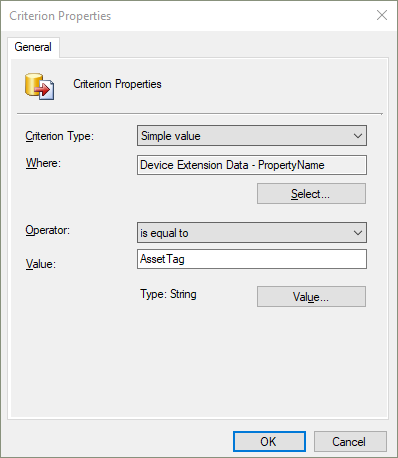 Criterion Properties
General
Criterion Properties
Criterion Type:
Simple value
Where:
Device Extension Data - PropertyName
Select...
Operator:
is equal to
Value:
AssetTag
Type: String
Value...
OK
Cancel